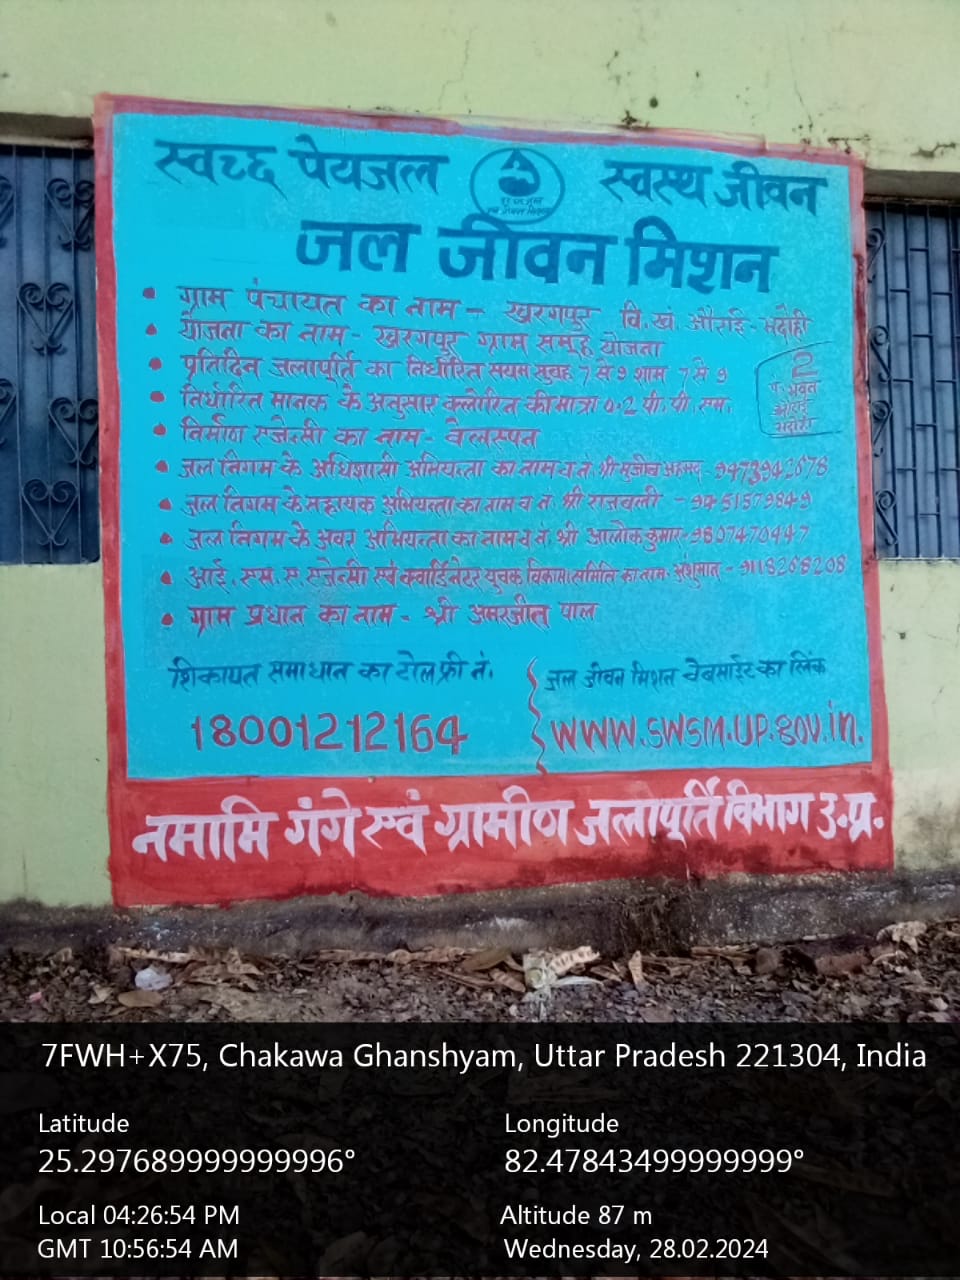 स्वच्छ पेयजल स्वस्थ जीवन
जल जीवन मिशन
ग्राम पंचायत का नाम - खरगपुर वि.खं. औराई - भदोही
योजना का नाम - खरगपुर ग्राम समूह योजना
प्रतिदिन जलापूर्ति का निर्धारित समय सुबह 7 से 9 शाम 7 से 9
निर्धारित मानक के अनुसार क्लोरिन की मात्रा 0.2 पी.पी.एम.
निर्माण एजेन्सी का नाम - वेलस्पन
जल निगम के अधिशासी अभियन्ता का नाम व नं. श्री मुजीब अहमद - 9473942678
जल निगम के सहायक अभियन्ता का नाम व नं. श्री राजबली - 9451579849
जल निगम के अवर अभियन्ता का नाम व नं. श्री आलोक कुमार - 9807470447
आई.एस.ए. एजेन्सी एवं क्वार्डिनेटर युवक विकास समिति का नाम. अंशुमान - 9118268208
ग्राम प्रधान का नाम - श्री अमरजीत पाल
2
शिकायत समाधान का टोल फ्री नं.
18001212164
जल जीवन मिशन वेबसाईट का लिंक
WWW.SWSM.UP.gov.in.
नमामि गंगे एवं ग्रामीण जलापूर्ति विभाग उ.प्र.
7FWH+X75, Chakawa Ghanshyam, Uttar Pradesh 221304, India
Latitude Longitude
25.297689999999996° 82.47843499999999°
Local 04:26:54 PM Altitude 87 m
GMT 10:56:54 AM Wednesday, 28.02.2024